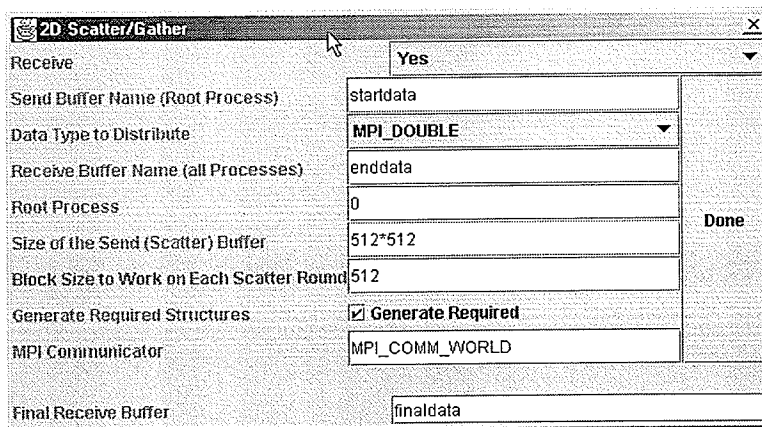 2D Scatter/Gather
Receive Yes
Send Buffer Name (Root Process) startdata
Data Type to Distribute MPI_DOUBLE
Receive Buffer Name (all Processes) enddata
Root Process 0
Done
Size of the Send (Scatter) Buffer 512*512
Block Size to Work on Each Scatter Round 512
Generate Required Structures Generate Required
MPI Communicator MPI_COMM_WORLD
Final Receive Buffer finaldata